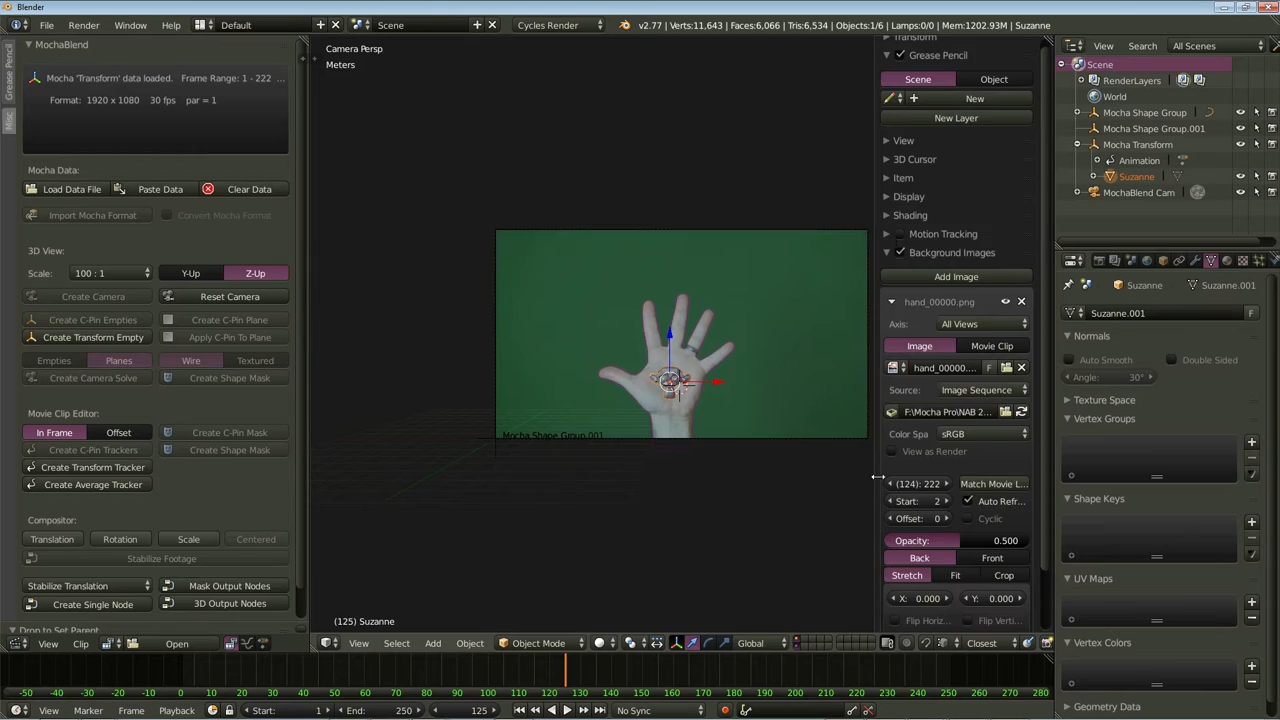 Blender
File Render Window Help Default Scene Cycles Render v2.77 | Verts:11,643 | Faces:6,066 | Tris:6,534 | Objects:1/6 | Lamps:0/0 | Mem:1202.93M | Suzanne
Grease Pencil
Misc
MochaBlend
Mocha 'Transform' data loaded. Frame Range: 1 - 222 ...
Format: 1920 x 1080 30 fps par = 1
Mocha Data:
Load Data File Paste Data Clear Data
Import Mocha Format Convert Mocha Format
3D View:
Scale: 100 : 1 Y-Up Z-Up
Create Camera Reset Camera
Create C-Pin Empties Create C-Pin Plane
Create Transform Empty Apply C-Pin To Plane
Empties Planes Wire Textured
Create Camera Solve Create Shape Mask
Movie Clip Editor:
In Frame Offset Create C-Pin Mask
Create C-Pin Trackers Create Shape Mask
Create Transform Tracker
Create Average Tracker
Compositor:
Translation Rotation Scale Centered
Stabilize Footage
Stabilize Translation Mask Output Nodes
Create Single Node 3D Output Nodes
Drop to Set Parent
View Clip Open
Camera Persp
Meters
Mocha Shape Group.001
(125) Suzanne
View Select Add Object Object Mode Global Closest
Transform
Grease Pencil
Scene Object
New
New Layer
View
3D Cursor
Item
Display
Shading
Motion Tracking
Background Images
Add Image
hand_00000.png
Axis: All Views
Image Movie Clip
hand_00000.... F
Source: Image Sequence
F:\Mocha Pro\NAB 2...
Color Spa sRGB
View as Render
(124): 222 Match Movie L...
Start: 2 Auto Refr...
Offset: 0 Cyclic
Opacity: 0.500
Back Front
Stretch Fit Crop
X: 0.000 Y: 0.000
Flip Horiz... Flip Verti...
View Search All Scenes
Scene
RenderLayers
World
Mocha Shape Group
Mocha Shape Group.001
Mocha Transform
Animation
Suzanne
MochaBlend Cam
Suzanne Suzanne.001
Suzanne.001 F
Normals
Auto Smooth Double Sided
Angle: 30°
Texture Space
Vertex Groups
Shape Keys
UV Maps
Vertex Colors
Geometry Data
-50 -40 -30 -20 -10 0 10 20 30 40 50 60 70 80 90 100 110 120 130 140 150 160 170 180 190 200 210 220 230 240 250 260 270 280
View Marker Frame Playback Start: 1 End: 250 125 No Sync